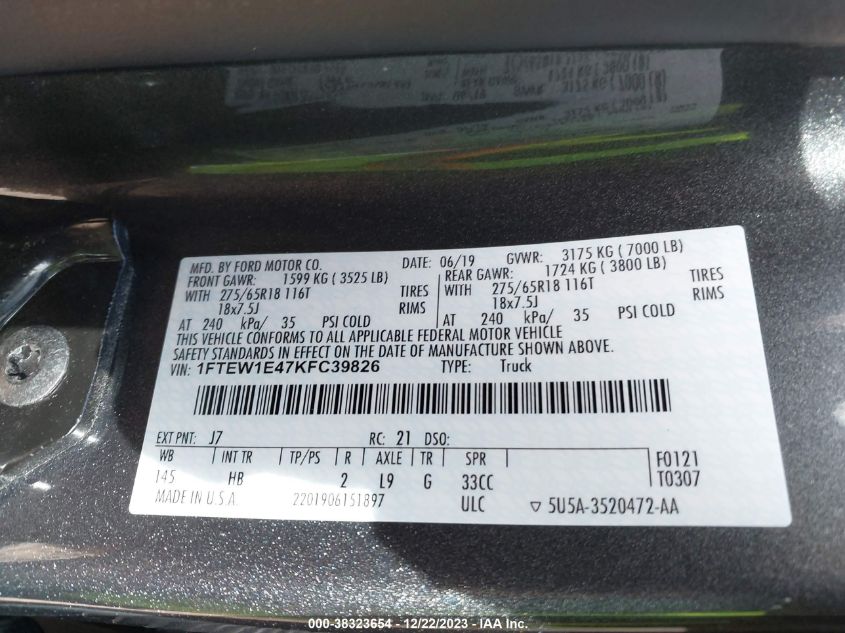 MFD. BY FORD MOTOR CO. DATE: 06/19 GVWR: 3175 KG ( 7000 LB)
FRONT GAWR: 1599 KG ( 3525 LB) REAR GAWR: 1724 KG ( 3800 LB)
WITH 275/65R18 116T TIRES WITH 275/65R18 116T TIRES
18x7.5J RIMS 18x7.5J RIMS
AT 240 kPa/ 35 PSI COLD AT 240 kPa/ 35 PSI COLD
THIS VEHICLE CONFORMS TO ALL APPLICABLE FEDERAL MOTOR VEHICLE
SAFETY STANDARDS IN EFFECT ON THE DATE OF MANUFACTURE SHOWN ABOVE.
VIN: 1FTEW1E47KFC39826 TYPE: Truck
EXT PNT: J7 RC: 21 DSO:
WB INT TR TP/PS R AXLE TR SPR F0121
145 HB 2 L9 G 33CC T0307
MADE IN U.S.A. 2201906151897 ULC ▽ 5U5A-3520472-AA
000-38323654 - 12/22/2023 - IAA Inc.